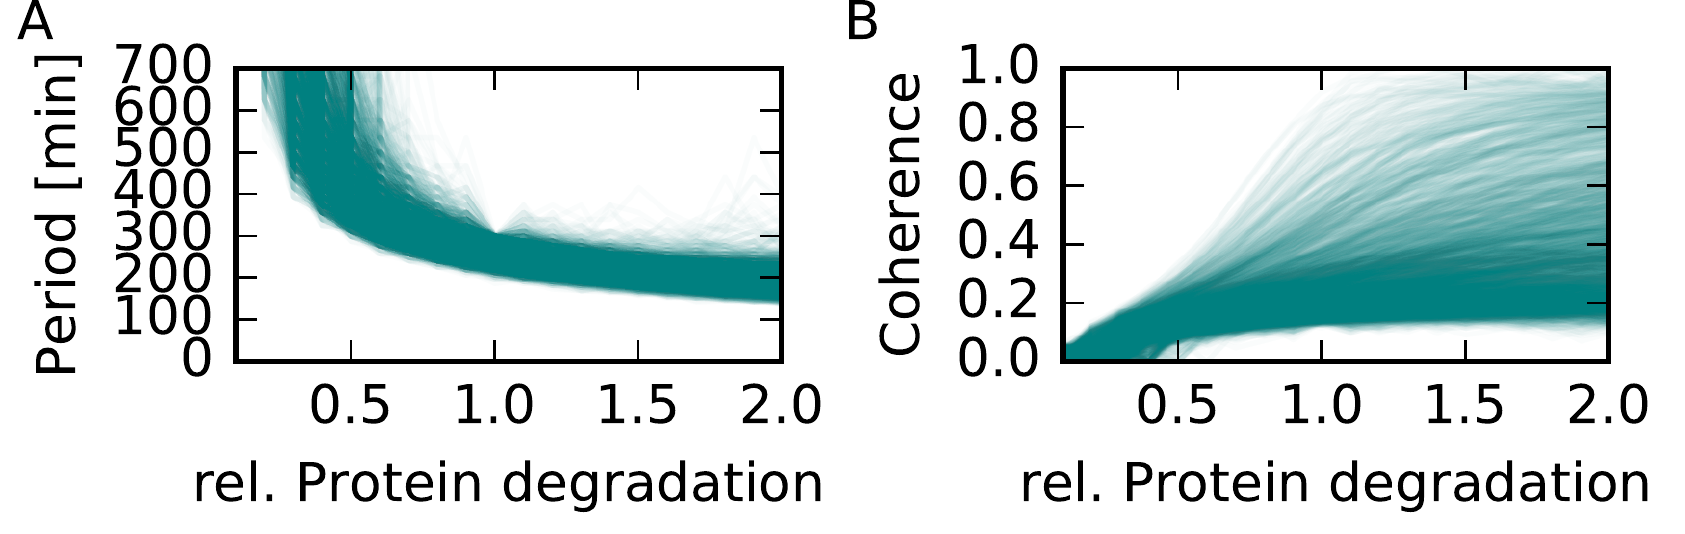 A
Period [min]
700
600
500
400
300
200
100
0
0.5 1.0 1.5 2.0
rel. Protein degradation
B
Coherence
1.0
0.8
0.6
0.4
0.2
0.0
0.5 1.0 1.5 2.0
rel. Protein degradation